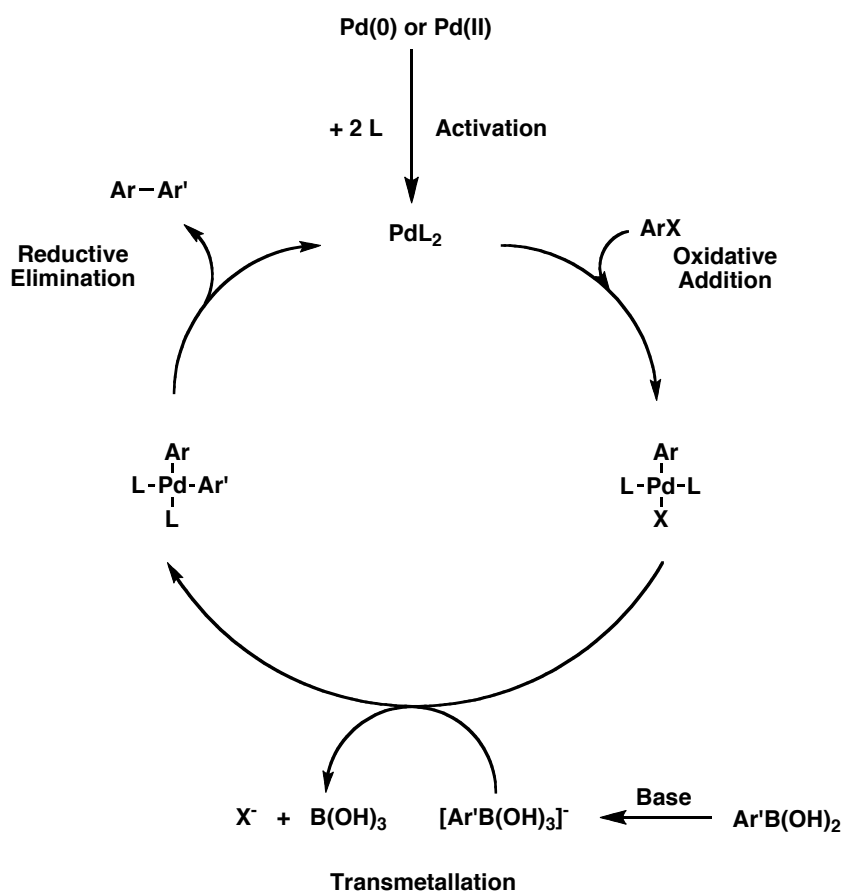 Pd(0) or Pd(II)
+ 2 L
Activation
Ar–Ar'
PdL₂
ArX
Reductive
Elimination
Oxidative
Addition
Ar
L-Pd-Ar'
L
Ar
L-Pd-L
X
Base
X⁻ + B(OH)₃
[Ar'B(OH)₃]⁻
Ar'B(OH)₂
Transmetallation